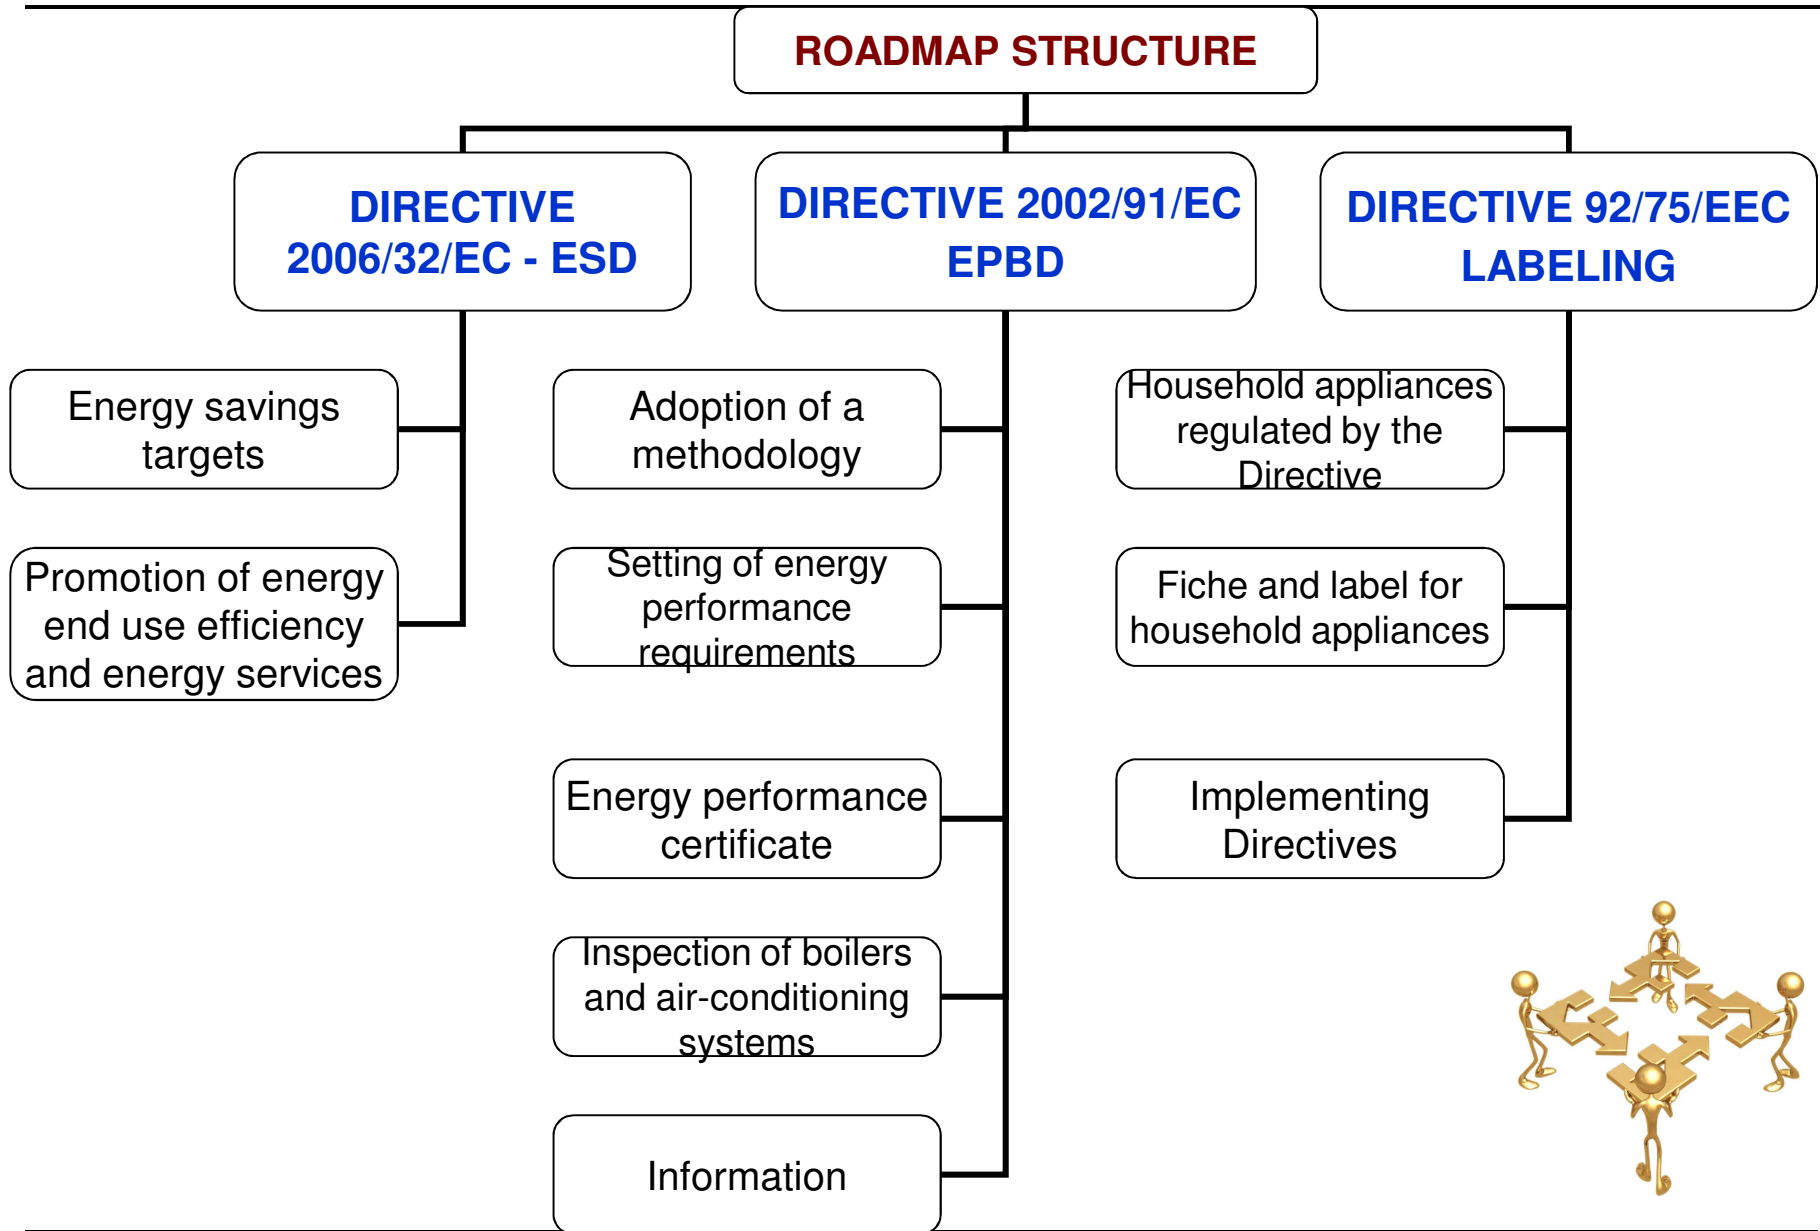 ROADMAP STRUCTURE
DIRECTIVE
2006/32/EC - ESD
Energy savings
targets
Promotion of energy
end use efficiency
and energy services
DIRECTIVE 2002/91/EC
EPBD
Adoption of a
methodology
Setting of energy
performance
requirements
Energy performance
certificate
Inspection of boilers
and air-conditioning
systems
Information
DIRECTIVE 92/75/EEC
LABELING
Household appliances
regulated by the
Directive
Fiche and label for
household appliances
Implementing
Directives